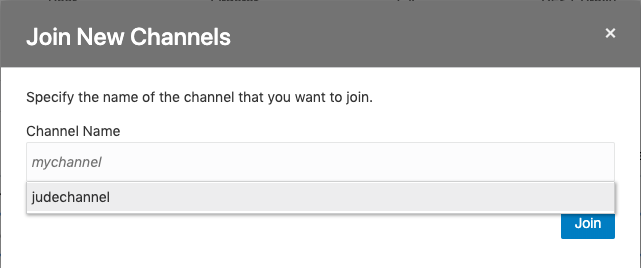 Join New Channels
×
Specify the name of the channel that you want to join.
Channel Name
mychannel
judechannel
Join